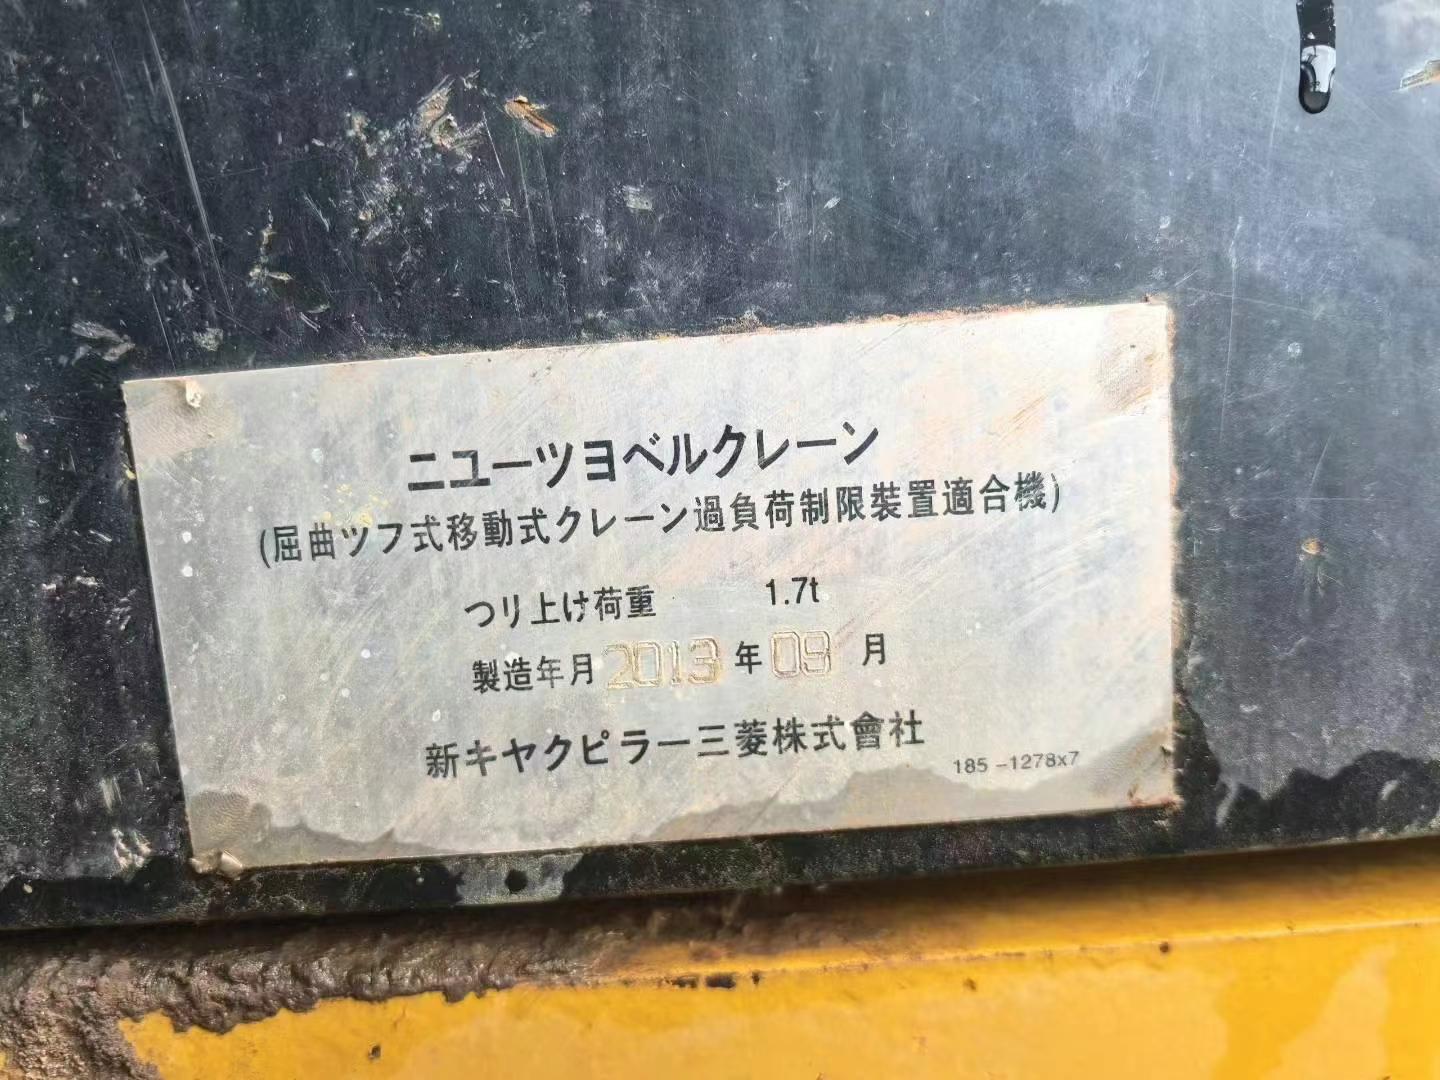 ニユーツヨベルクレーン
(屈曲ツフ式移動式クレーン過負荷制限装置適合機)
つり上け荷重 1.7t
製造年月 2013 年 09 月
新キヤクピラー三菱株式會社
185-1278x7